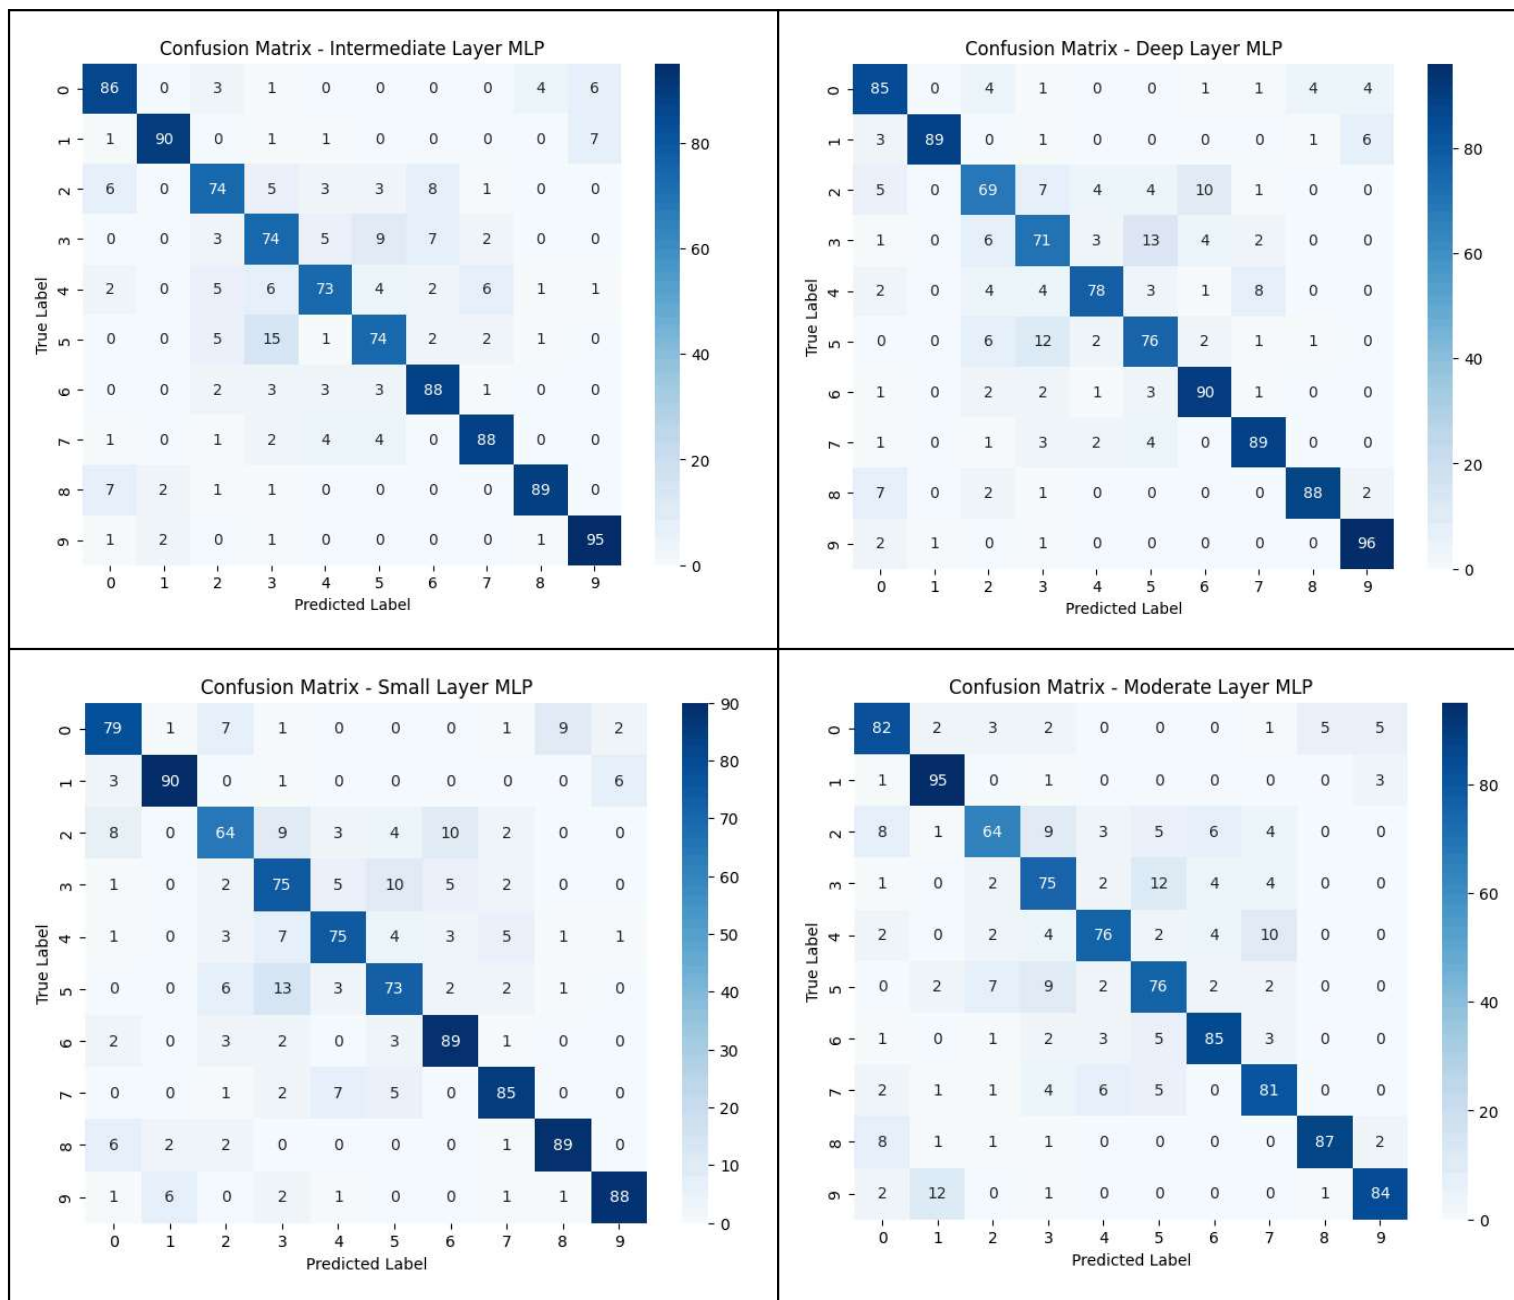 Confusion Matrix - Intermediate Layer MLP
0 86 0 3 1 0 0 0 0 4 6
1 1 90 0 1 1 0 0 0 0 7
2 6 0 74 5 3 3 8 1 0 0
3 0 0 3 74 5 9 7 2 0 0
4 2 0 5 6 73 4 2 6 1 1
5 0 0 5 15 1 74 2 2 1 0
6 0 0 2 3 3 3 88 1 0 0
7 1 0 1 2 4 4 0 88 0 0
8 7 2 1 1 0 0 0 0 89 0
9 1 2 0 1 0 0 0 0 1 95
0 1 2 3 4 5 6 7 8 9
True Label
Predicted Label
80
60
40
20
0
Confusion Matrix - Deep Layer MLP
0 85 0 4 1 0 0 1 1 4 4
1 3 89 0 1 0 0 0 0 1 6
2 5 0 69 7 4 4 10 1 0 0
3 1 0 6 71 3 13 4 2 0 0
4 2 0 4 4 78 3 1 8 0 0
5 0 0 6 12 2 76 2 1 1 0
6 1 0 2 2 1 3 90 1 0 0
7 1 0 1 3 2 4 0 89 0 0
8 7 0 2 1 0 0 0 0 88 2
9 2 1 0 1 0 0 0 0 0 96
0 1 2 3 4 5 6 7 8 9
True Label
Predicted Label
80
60
40
20
0
Confusion Matrix - Small Layer MLP
0 79 1 7 1 0 0 0 1 9 2
1 3 90 0 1 0 0 0 0 0 6
2 8 0 64 9 3 4 10 2 0 0
3 1 0 2 75 5 10 5 2 0 0
4 1 0 3 7 75 4 3 5 1 1
5 0 0 6 13 3 73 2 2 1 0
6 2 0 3 2 0 3 89 1 0 0
7 0 0 1 2 7 5 0 85 0 0
8 6 2 2 0 0 0 0 1 89 0
9 1 6 0 2 1 0 0 1 1 88
0 1 2 3 4 5 6 7 8 9
True Label
Predicted Label
90
80
70
60
50
40
30
20
10
0
Confusion Matrix - Moderate Layer MLP
0 82 2 3 2 0 0 0 1 5 5
1 1 95 0 1 0 0 0 0 0 3
2 8 1 64 9 3 5 6 4 0 0
3 1 0 2 75 2 12 4 4 0 0
4 2 0 2 4 76 2 4 10 0 0
5 0 2 7 9 2 76 2 2 0 0
6 1 0 1 2 3 5 85 3 0 0
7 2 1 1 4 6 5 0 81 0 0
8 8 1 1 1 0 0 0 0 87 2
9 2 12 0 1 0 0 0 0 1 84
0 1 2 3 4 5 6 7 8 9
True Label
Predicted Label
80
60
40
20
0